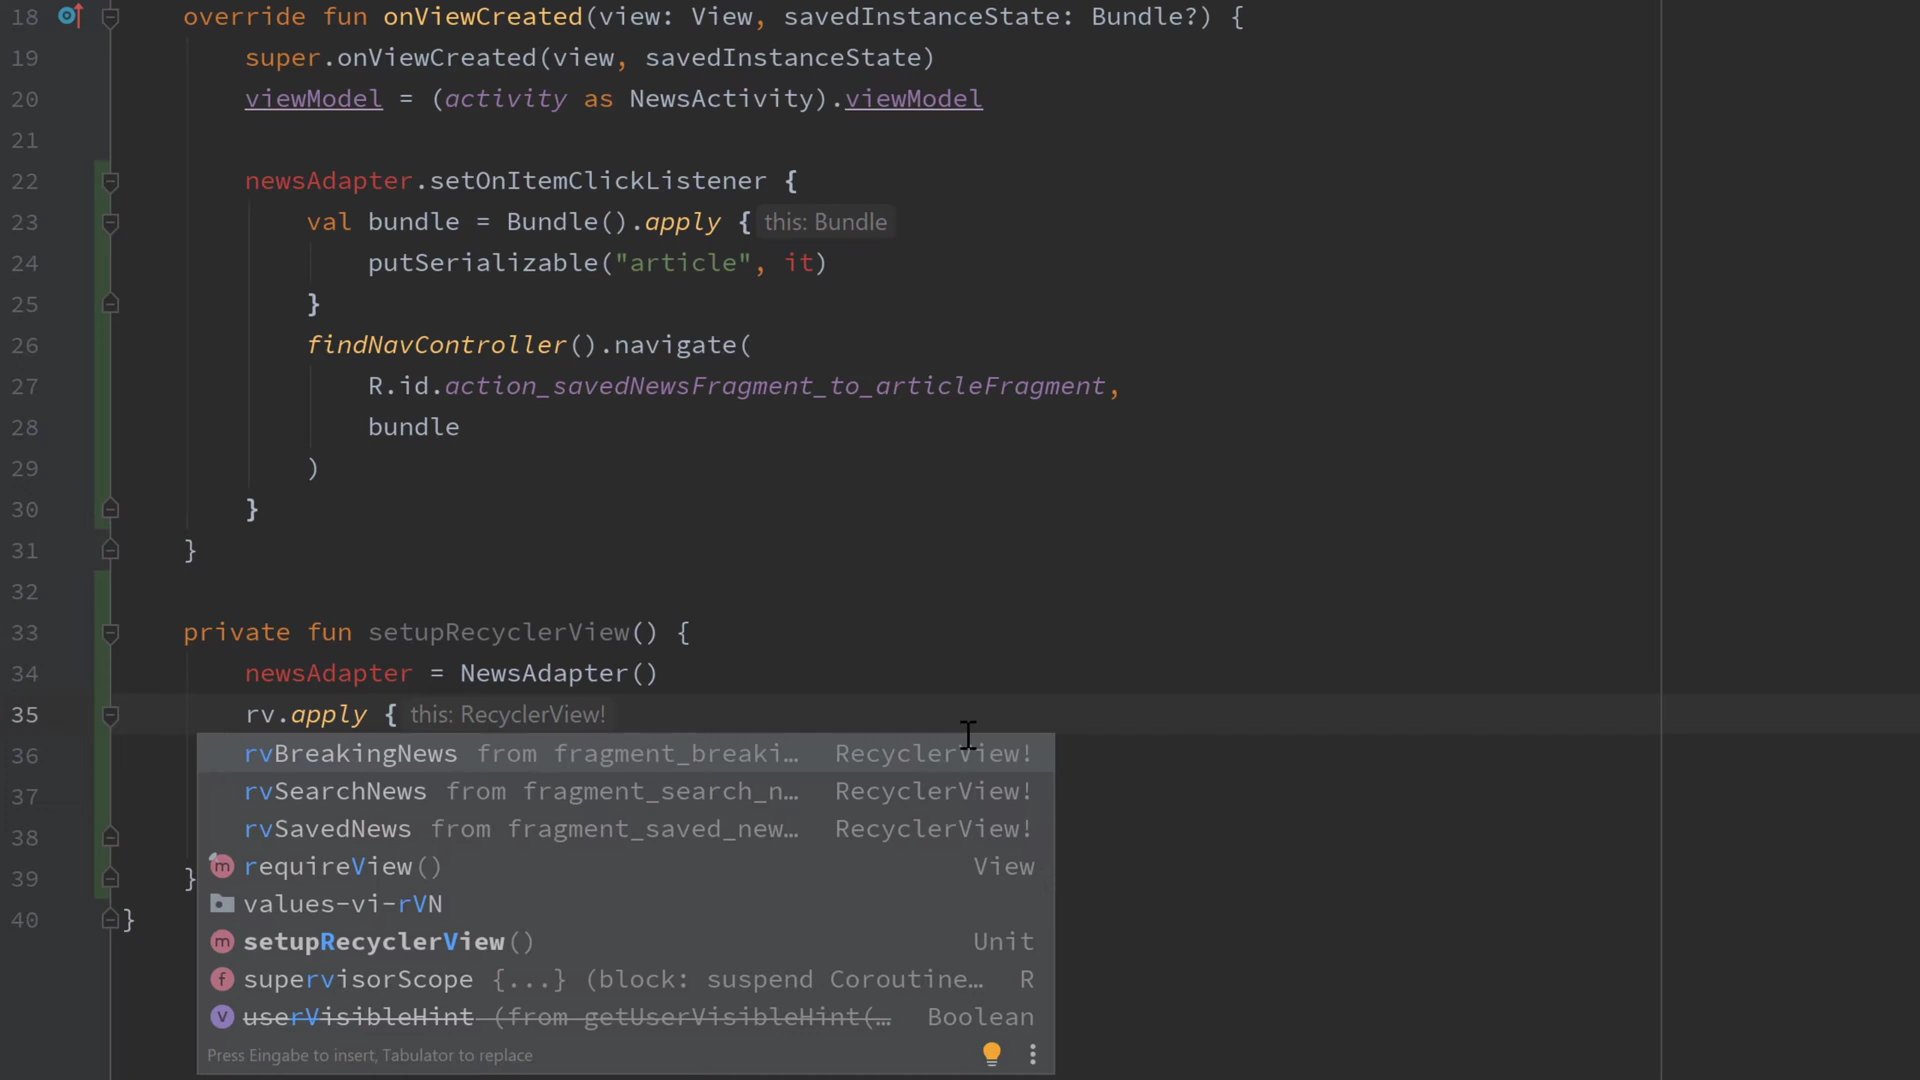 18 override fun onViewCreated(view: View, savedInstanceState: Bundle?) {
19 super.onViewCreated(view, savedInstanceState)
20 viewModel = (activity as NewsActivity).viewModel
21
22 newsAdapter.setOnItemClickListener {
23 val bundle = Bundle().apply { this: Bundle
24 putSerializable("article", it)
25 }
26 findNavController().navigate(
27 R.id.action_savedNewsFragment_to_articleFragment,
28 bundle
29 )
30 }
31 }
32
33 private fun setupRecyclerView() {
34 newsAdapter = NewsAdapter()
35 rv.apply { this: RecyclerView!
36 rvBreakingNews from fragment_breaki… RecyclerView!
37 rvSearchNews from fragment_search_n… RecyclerView!
38 rvSavedNews from fragment_saved_new… RecyclerView!
m requireView() View
39 }
values-vi-rVN
40 }
m setupRecyclerView() Unit
f supervisorScope {...} (block: suspend Coroutine… R
v userVisibleHint (from getUserVisibleHint(… Boolean
Press Eingabe to insert, Tabulator to replace